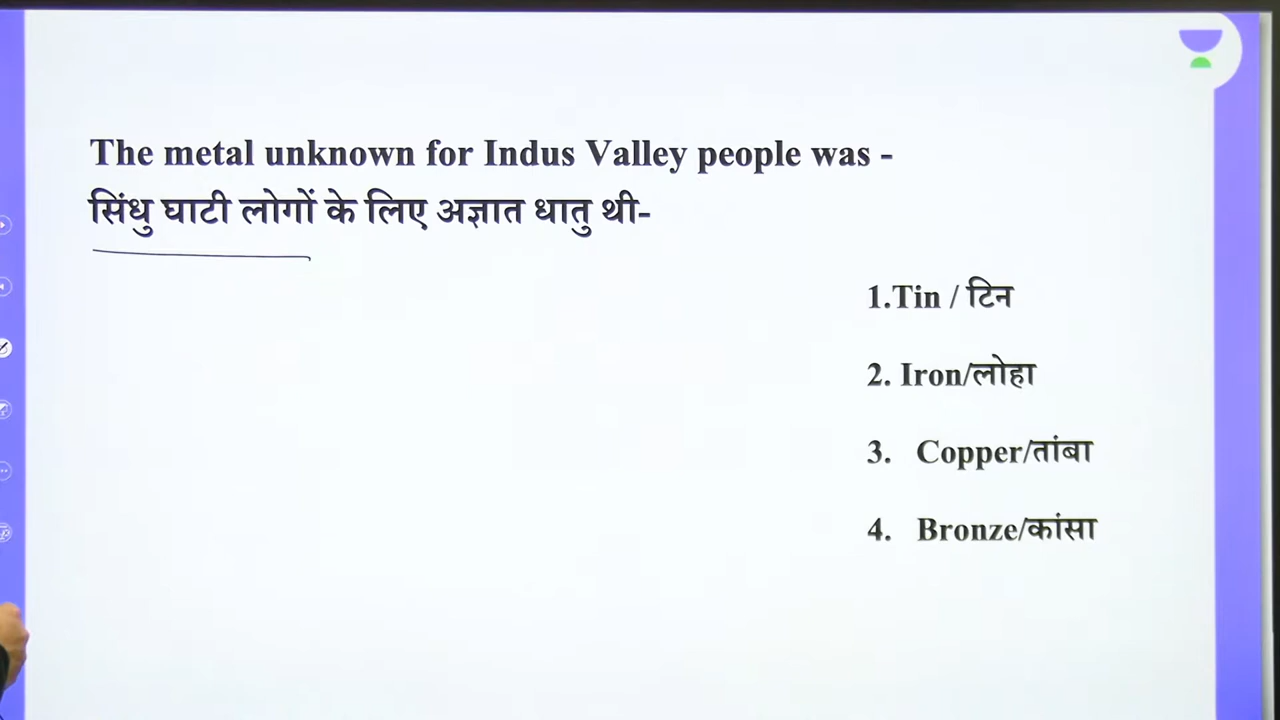 The metal unknown for Indus Valley people was -
सिंधु घाटी लोगों के लिए अज्ञात धातु थी-
1.Tin / टिन
2. Iron/लोहा
3. Copper/तांबा
4. Bronze/कांसा